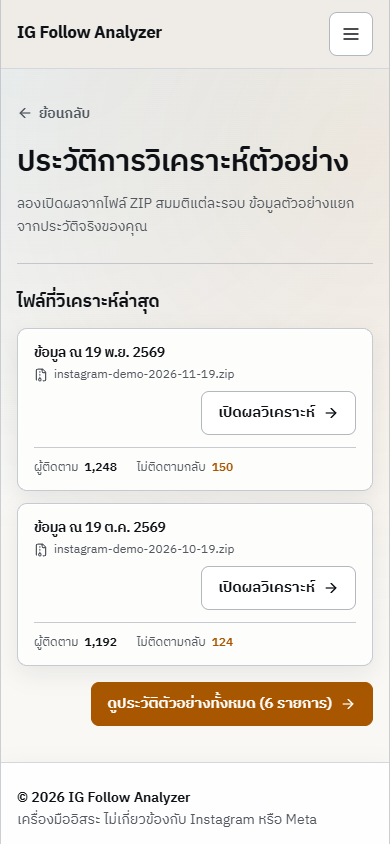 IG Follow Analyzer
ย้อนกลับ
ประวัติการวิเคราะห์ตัวอย่าง
ลองเปิดผลจากไฟล์ ZIP สมมติแต่ละรอบ ข้อมูลตัวอย่างแยก
จากประวัติจริงของคุณ
ไฟล์ที่วิเคราะห์ล่าสุด
ข้อมูล ณ 19 พ.ย. 2569
instagram-demo-2026-11-19.zip
เปิดผลวิเคราะห์
ผู้ติดตาม 1,248 ไม่ติดตามกลับ 150
ข้อมูล ณ 19 ต.ค. 2569
instagram-demo-2026-10-19.zip
เปิดผลวิเคราะห์
ผู้ติดตาม 1,192 ไม่ติดตามกลับ 124
ดูประวัติตัวอย่างทั้งหมด (6 รายการ)
© 2026 IG Follow Analyzer
เครื่องมืออิสระ ไม่เกี่ยวข้องกับ Instagram หรือ Meta